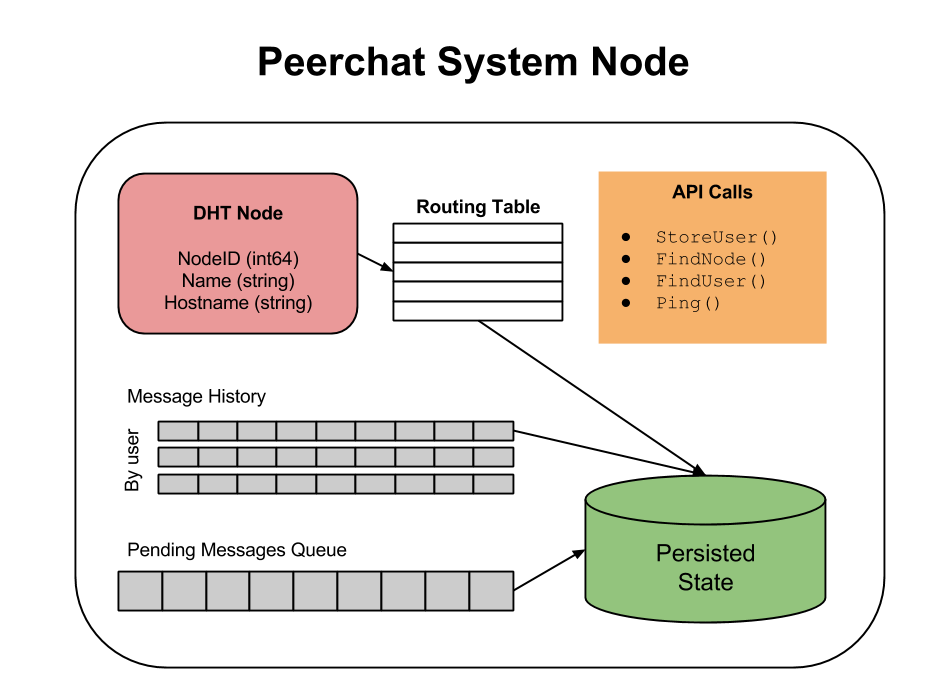 Peerchat System Node
DHT Node
NodeID (int64)
Name (string)
Hostname (string)
Routing Table
API Calls
● StoreUser()
● FindNode()
● FindUser()
● Ping()
Message History
By user
Pending Messages Queue
Persisted
State